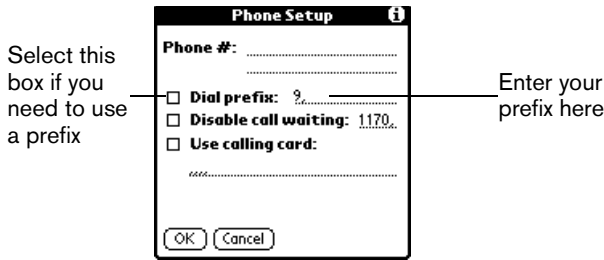 Phone Setup i
Phone #:
Select this
box if you
need to use
a prefix
Dial prefix: 9,
Enter your
prefix here
Disable call waiting: 1170,
Use calling card:
,,,,
OK Cancel